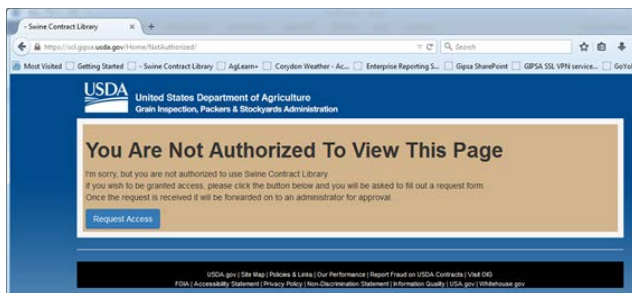 - Swine Contract Library
https://scl.gipsa.usda.gov/Home/NotAuthorized/
Search
Most Visited Getting Started - Swine Contract Library AgLearn+ Corydon Weather - Ac... Enterprise Reporting S... Gipsa SharePoint GIPSA SSL VPN service... GoYo
USDA
United States Department of Agriculture
Grain Inspection, Packers & Stockyards Administration
You Are Not Authorized To View This Page
I'm sorry, but you are not authorized to use Swine Contract Library
If you wish to be granted access, please click the button below and you will be asked to fill out a request form.
Once the request is received it will be forwarded on to an administrator for approval.
Request Access
USDA.gov | Site Map | Policies & Links | Our Performance | Report Fraud on USDA Contracts | Visit OIG
FOIA | Accessibility Statement | Privacy Policy | Non-Discrimination Statement | Information Quality | USA.gov | Whitehouse.gov